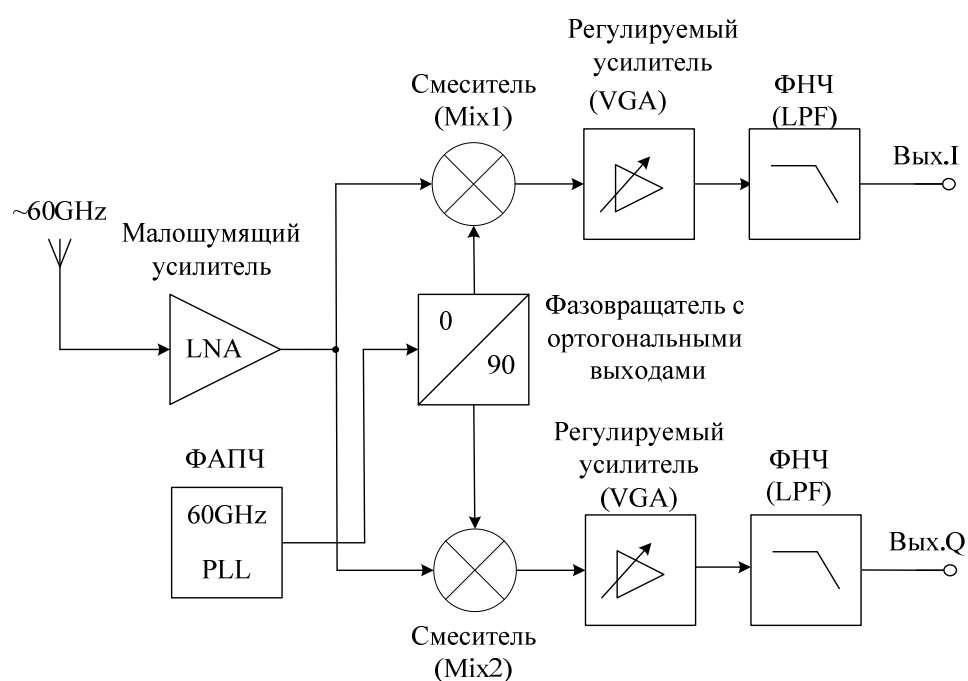 Регулируемый
усилитель
(VGA)
Смеситель
(Mix1)
ФНЧ
(LPF)
Вых.I
~60GHz
Малошумящий
усилитель
LNA
0
90
Фазовращатель с
ортогональными
выходами
ФАПЧ
60GHz
PLL
Регулируемый
усилитель
(VGA)
ФНЧ
(LPF)
Вых.Q
Смеситель
(Mix2)